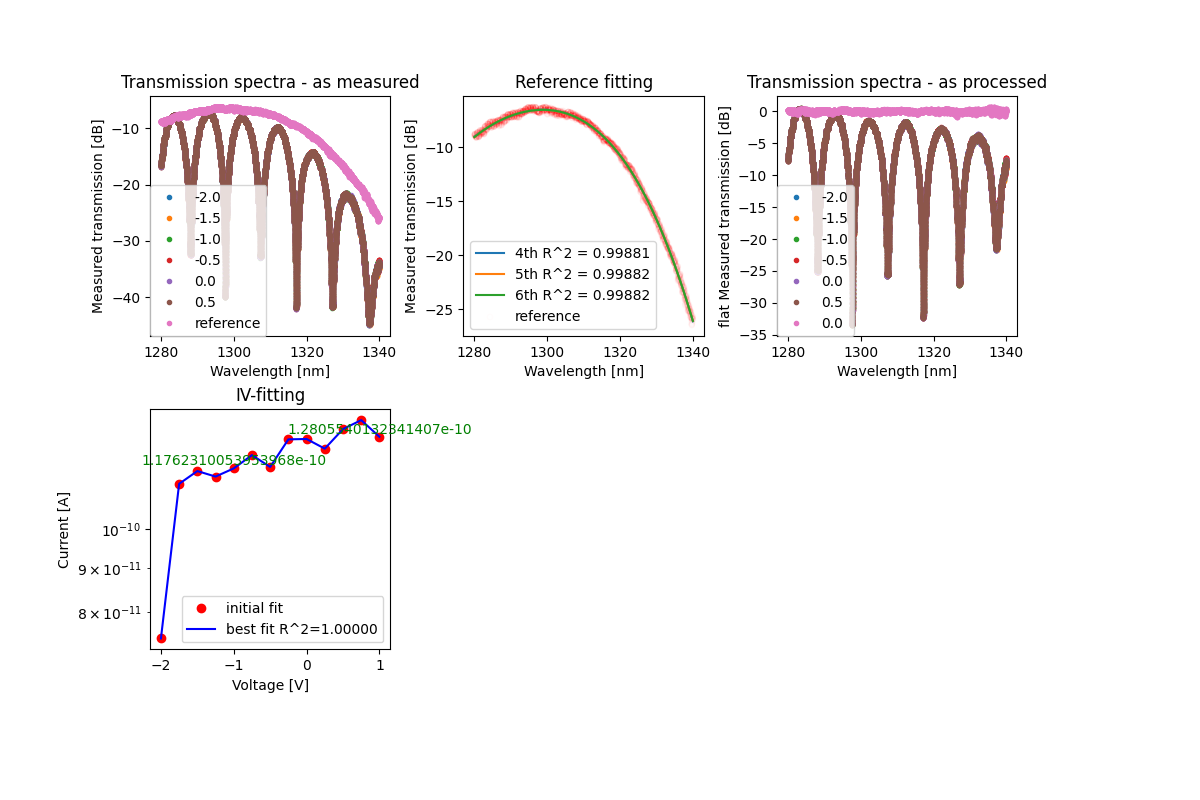 Transmission spectra - as measured
Measured transmission [dB]
−10
−20
−30
−40
-2.0
-1.5
-1.0
-0.5
0.0
0.5
reference
1280
1300
1320
1340
Wavelength [nm]
Reference fitting
Measured transmission [dB]
−10
−15
−20
−25
4th R^2 = 0.99881
5th R^2 = 0.99882
6th R^2 = 0.99882
reference
1280
1300
1320
1340
Wavelength [nm]
Transmission spectra - as processed
flat Measured transmission [dB]
0
−5
−10
−15
−20
−25
−30
−35
-2.0
-1.5
-1.0
-0.5
0.0
0.5
0.0
1280
1300
1320
1340
Wavelength [nm]
IV-fitting
Current [A]
10⁻¹⁰
9 × 10⁻¹¹
8 × 10⁻¹¹
initial fit
best fit R^2=1.00000
−2
−1
0
1
Voltage [V]